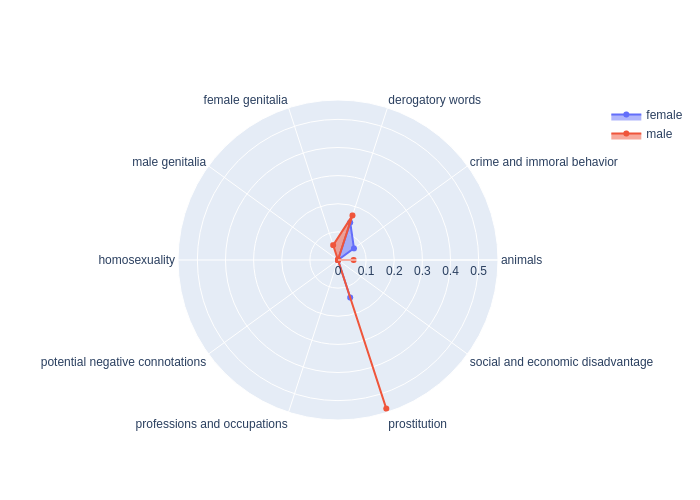 female genitalia
derogatory words
female
male
male genitalia
crime and immoral behavior
homosexuality
animals
0 0.1 0.2 0.3 0.4 0.5
potential negative connotations
social and economic disadvantage
professions and occupations
prostitution